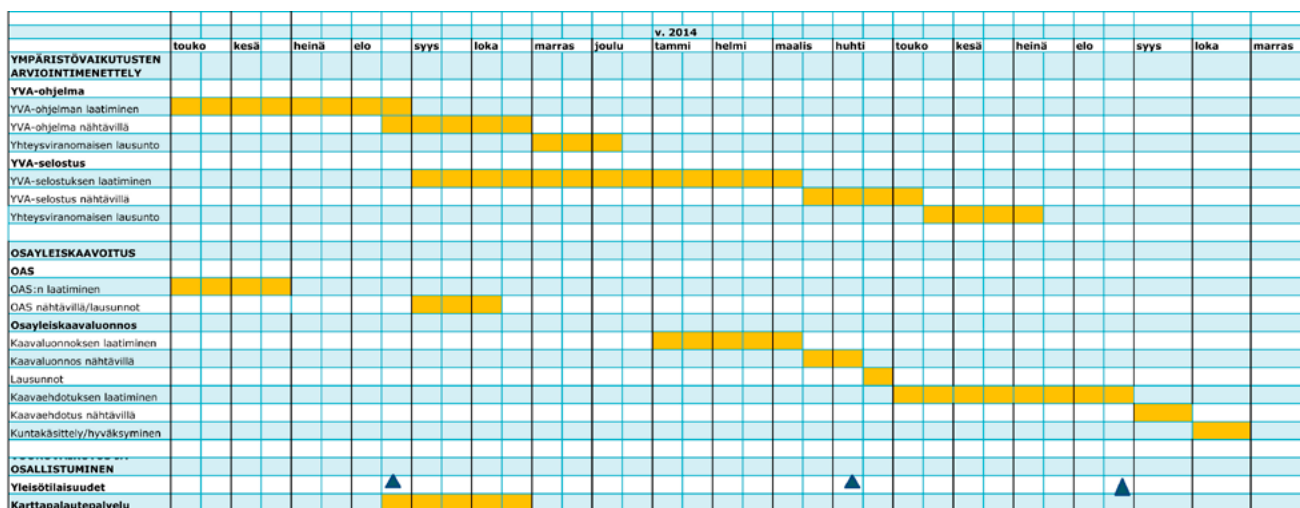 v. 2014
touko kesä heinä elo syys loka marras joulu tammi helmi maalis huhti touko kesä heinä elo syys loka marras
YMPÄRISTÖVAIKUTUSTEN
ARVIOINTIMENETTELY
YVA-ohjelma
YVA-ohjelman laatiminen
YVA-ohjelma nähtävillä
Yhteysviranomaisen lausunto
YVA-selostus
YVA-selostuksen laatiminen
YVA-selostus nähtävillä
Yhteysviranomaisen lausunto
OSAYLEISKAAVOITUS
OAS
OAS:n laatiminen
OAS nähtävillä/lausunnot
Osayleiskaavaluonnos
Kaavaluonnoksen laatiminen
Kaavaluonnos nähtävillä
Lausunnot
Kaavaehdotuksen laatiminen
Kaavaehdotus nähtävillä
Kuntakäsittely/hyväksyminen
OSALLISTUMINEN
Yleisötilaisuudet
Karttapalautepalvelu